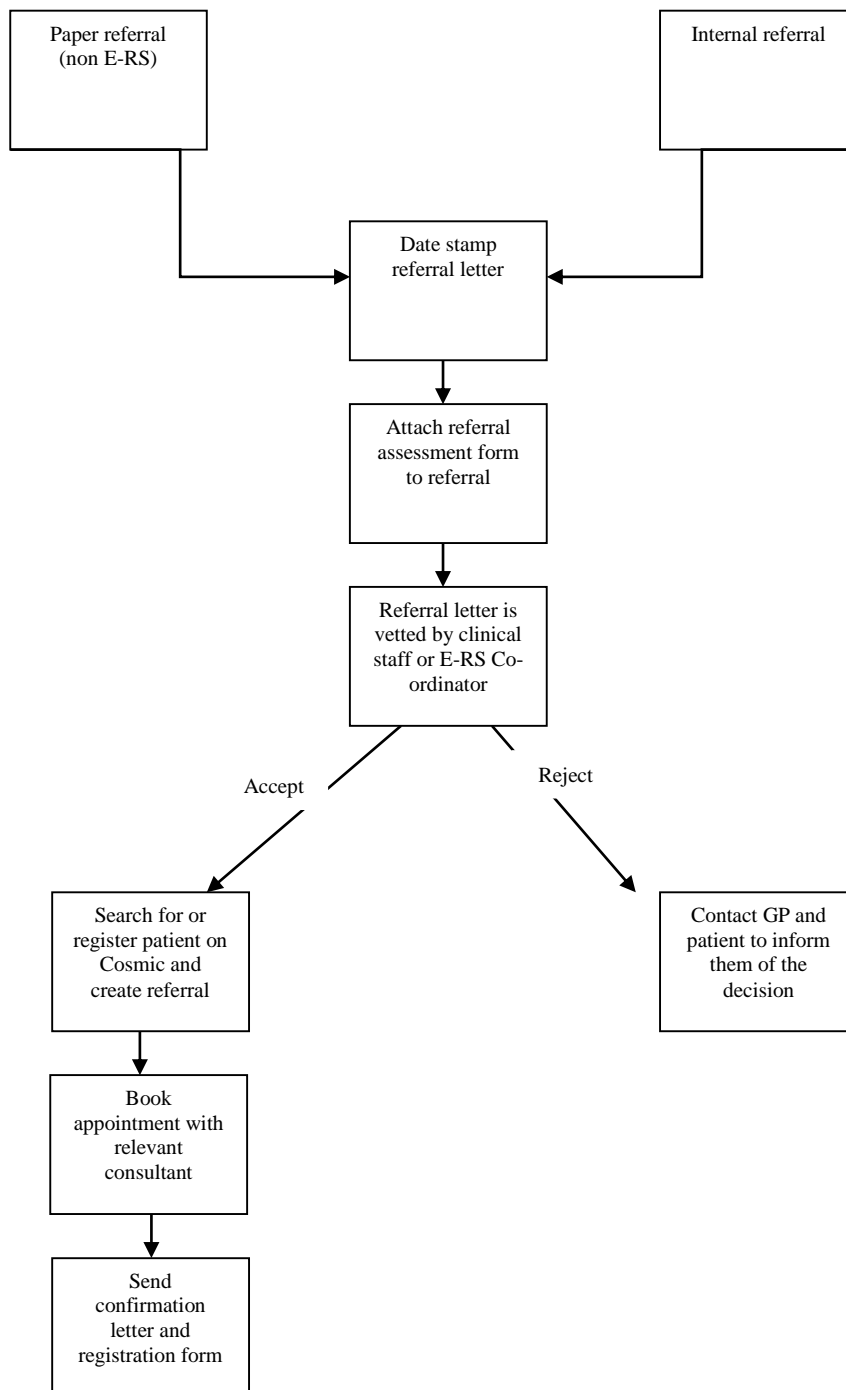 Paper referral
(non E-RS)
Internal referral
Date stamp
referral letter
Attach referral
assessment form
to referral
Referral letter is
vetted by clinical
staff or E-RS Co-
ordinator
Accept
Reject
Search for or
register patient on
Cosmic and
create referral
Contact GP and
patient to inform
them of the
decision
Book
appointment with
relevant
consultant
Send
confirmation
letter and
registration form